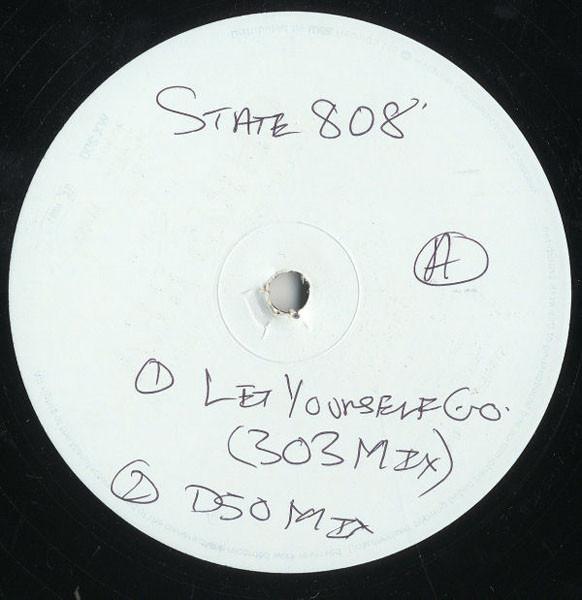 STATE 808'
A
① LET YOURSELF GO.
(303 MIX)
② D50 MIX